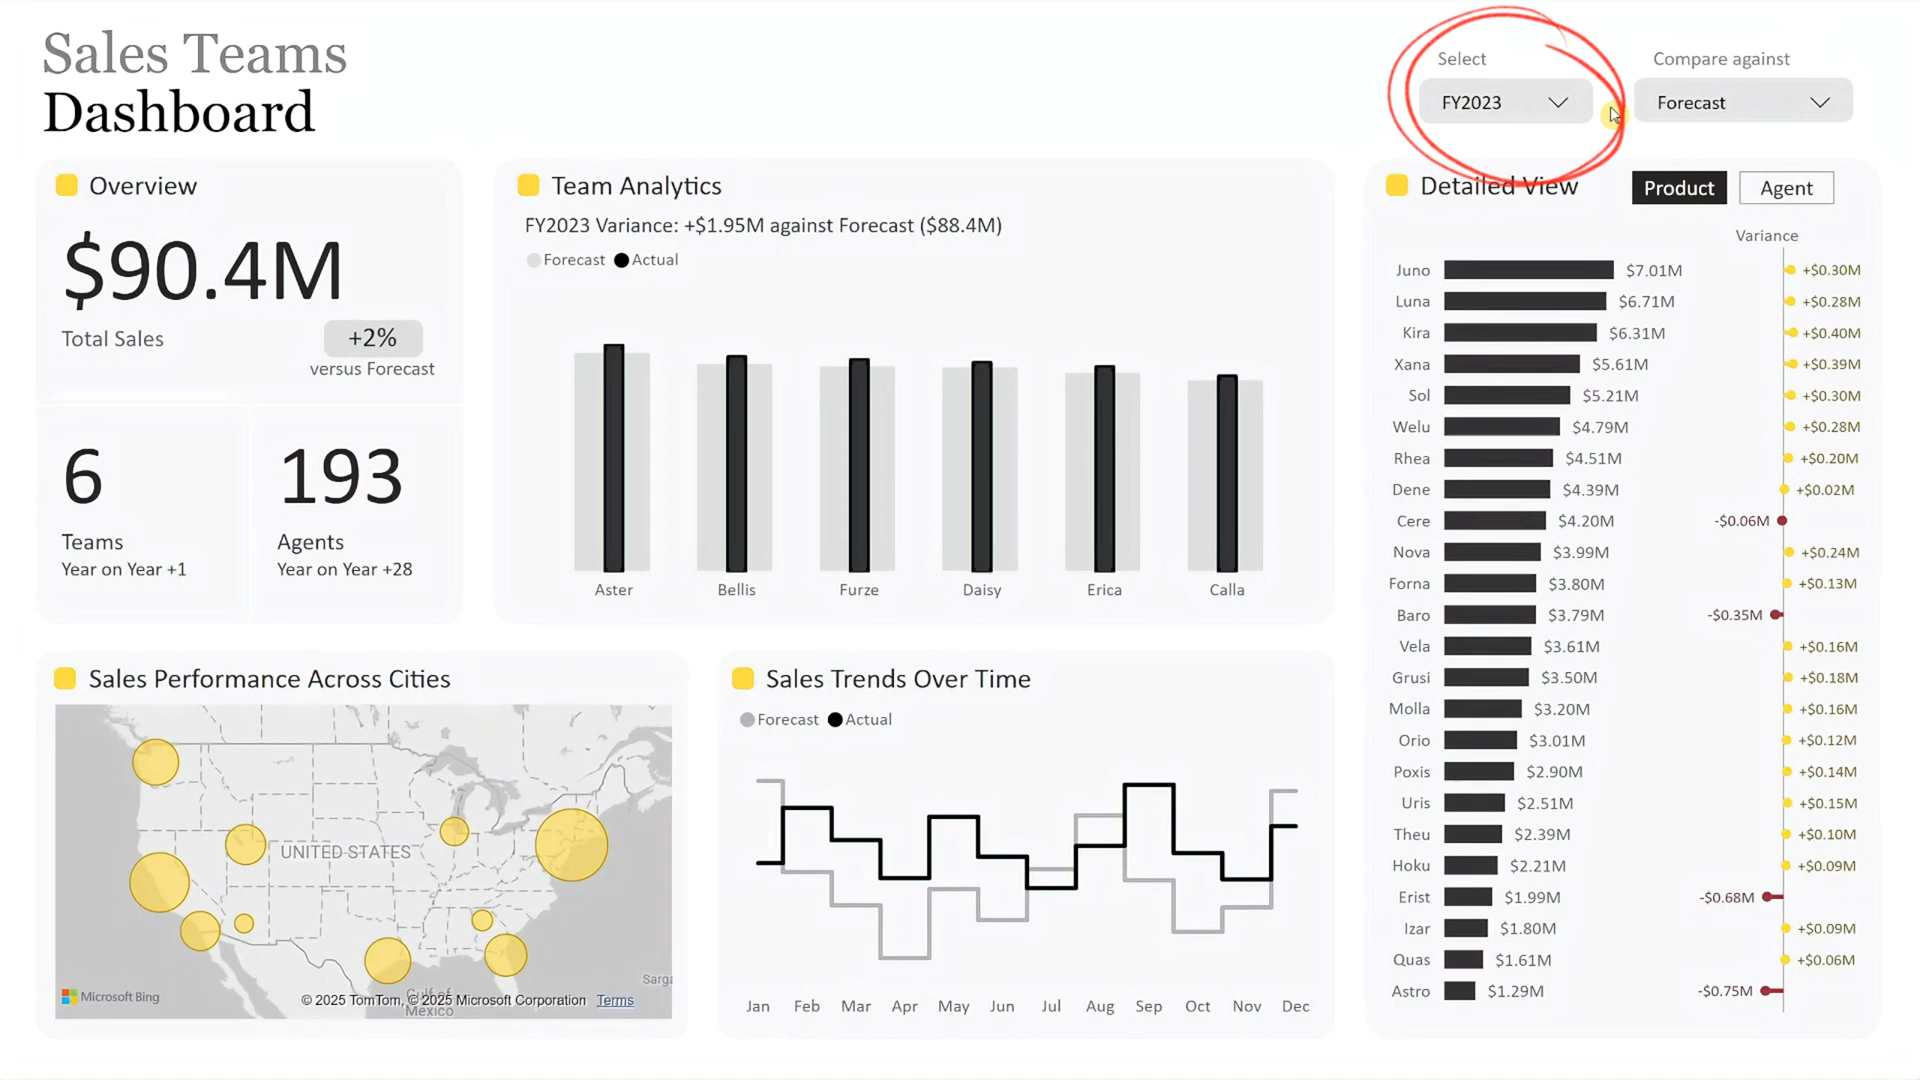 Sales Teams
Dashboard
Select
FY2023
Compare against
Forecast
Overview
$90.4M
Total Sales
+2%
versus Forecast
6
Teams
Year on Year +1
193
Agents
Year on Year +28
Team Analytics
FY2023 Variance: +$1.95M against Forecast ($88.4M)
Forecast Actual
Aster Bellis Furze Daisy Erica Calla
Detailed View
Product
Agent
Variance
Juno $7.01M +$0.30M
Luna $6.71M +$0.28M
Kira $6.31M +$0.40M
Xana $5.61M +$0.39M
Sol $5.21M +$0.30M
Welu $4.79M +$0.28M
Rhea $4.51M +$0.20M
Dene $4.39M +$0.02M
Cere $4.20M -$0.06M
Nova $3.99M +$0.24M
Forna $3.80M +$0.13M
Baro $3.79M -$0.35M
Vela $3.61M +$0.16M
Grusi $3.50M +$0.18M
Molla $3.20M +$0.16M
Orio $3.01M +$0.12M
Poxis $2.90M +$0.14M
Uris $2.51M +$0.15M
Theu $2.39M +$0.10M
Hoku $2.21M +$0.09M
Erist $1.99M -$0.68M
Izar $1.80M +$0.09M
Quas $1.61M +$0.06M
Astro $1.29M -$0.75M
Sales Performance Across Cities
UNITED STATES
Sarga
Gulf of
Mexico
Microsoft Bing
© 2025 TomTom, © 2025 Microsoft Corporation Terms
Sales Trends Over Time
Forecast Actual
Jan Feb Mar Apr May Jun Jul Aug Sep Oct Nov Dec